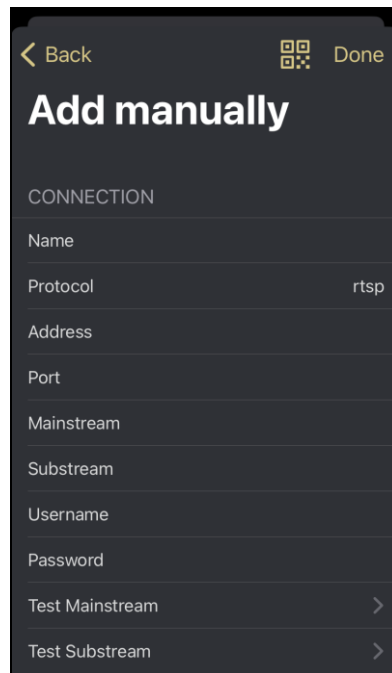 Back Done
Add manually
CONNECTION
Name
Protocol rtsp
Address
Port
Mainstream
Substream
Username
Password
Test Mainstream
Test Substream